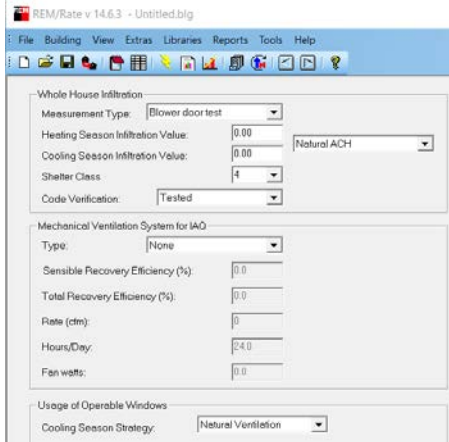 REM/Rate v 14.6.3 - Untitled.blg
File Building View Extras Libraries Reports Tools Help
Whole House Infiltration
Measurement Type: Blower door test
Heating Season Infiltration Value: 0.00
Natural ACH
Cooling Season Infiltration Value: 0.00
Shelter Class 4
Code Verification: Tested
Mechanical Ventilation System for IAQ
Type: None
Sensible Recovery Efficiency (%): 0.0
Total Recovery Efficiency (%): 0.0
Rate (cfm): 0
Hours/Day: 24.0
Fan watts: 0.0
Usage of Operable Windows
Cooling Season Strategy: Natural Ventilation